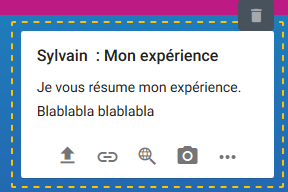 Sylvain  : Mon expérience
Je vous résume mon expérience.
Blablabla blablabla